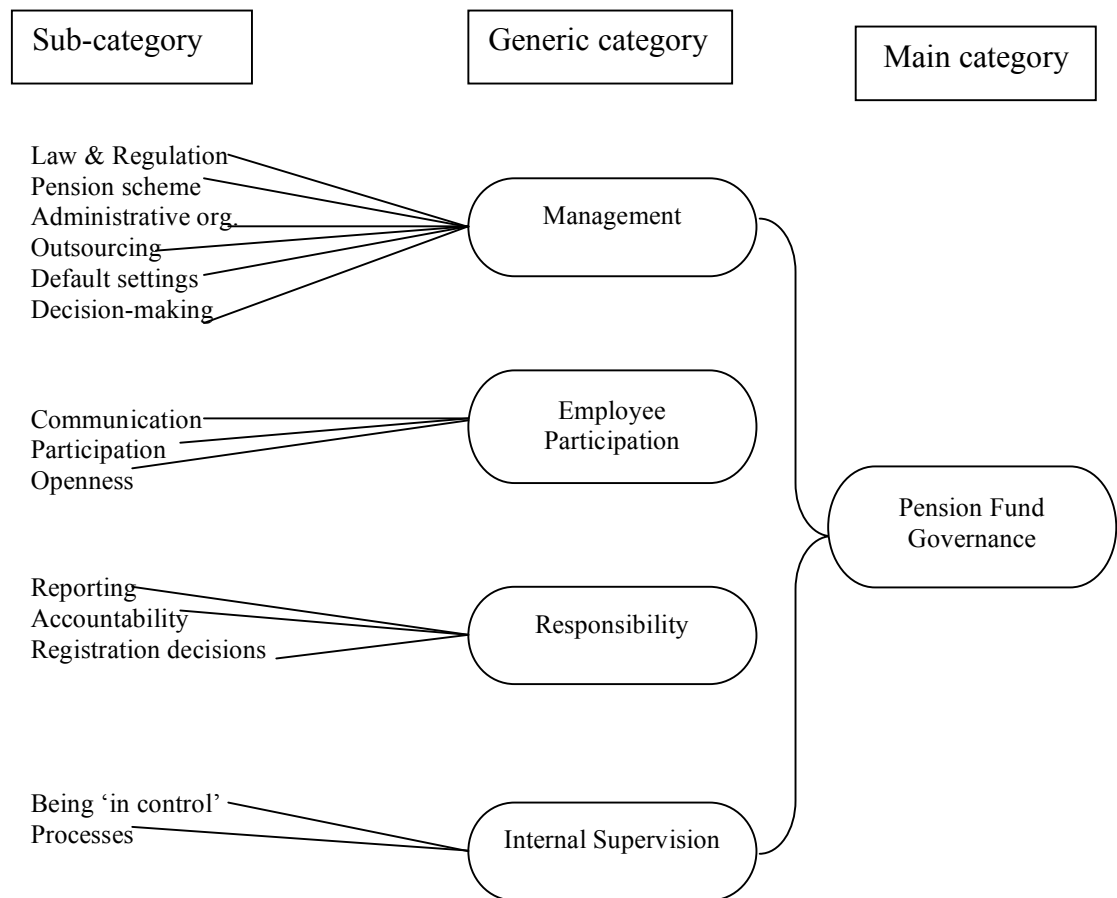 Sub-category
Generic category
Main category
Law & Regulation
Pension scheme
Administrative org.
Outsourcing
Default settings
Decision-making
Management
Communication
Participation
Openness
Employee
Participation
Pension Fund
Governance
Reporting
Accountability
Registration decisions
Responsibility
Being ‘in control’
Processes
Internal Supervision